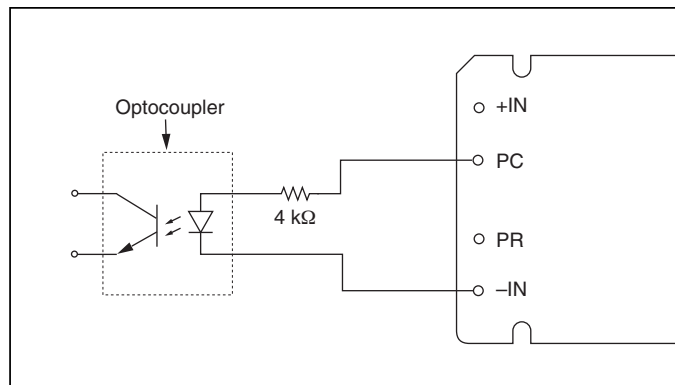 Optocoupler
4 kΩ
+IN
PC
PR
–IN